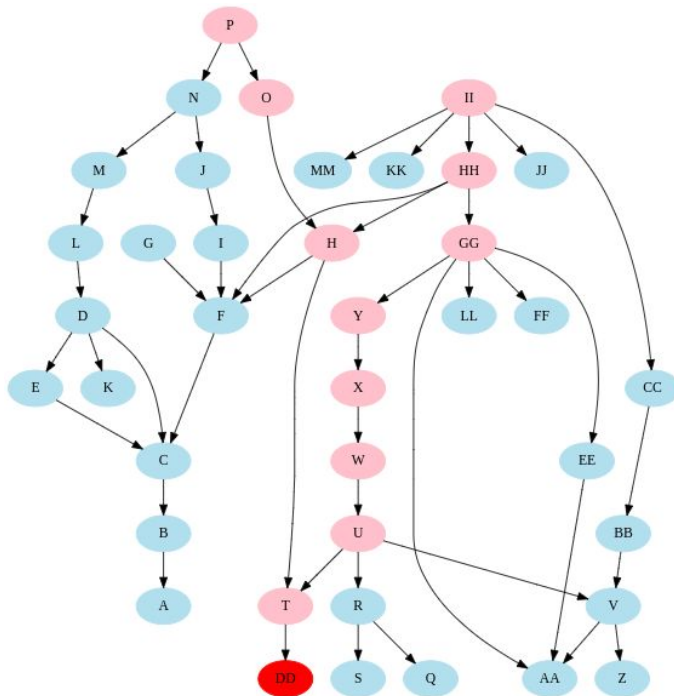 P
N O II
M J MM KK HH JJ
L G I H GG
D F Y LL FF
E K X CC
C W EE
B U BB
A T R V
DD S Q AA Z